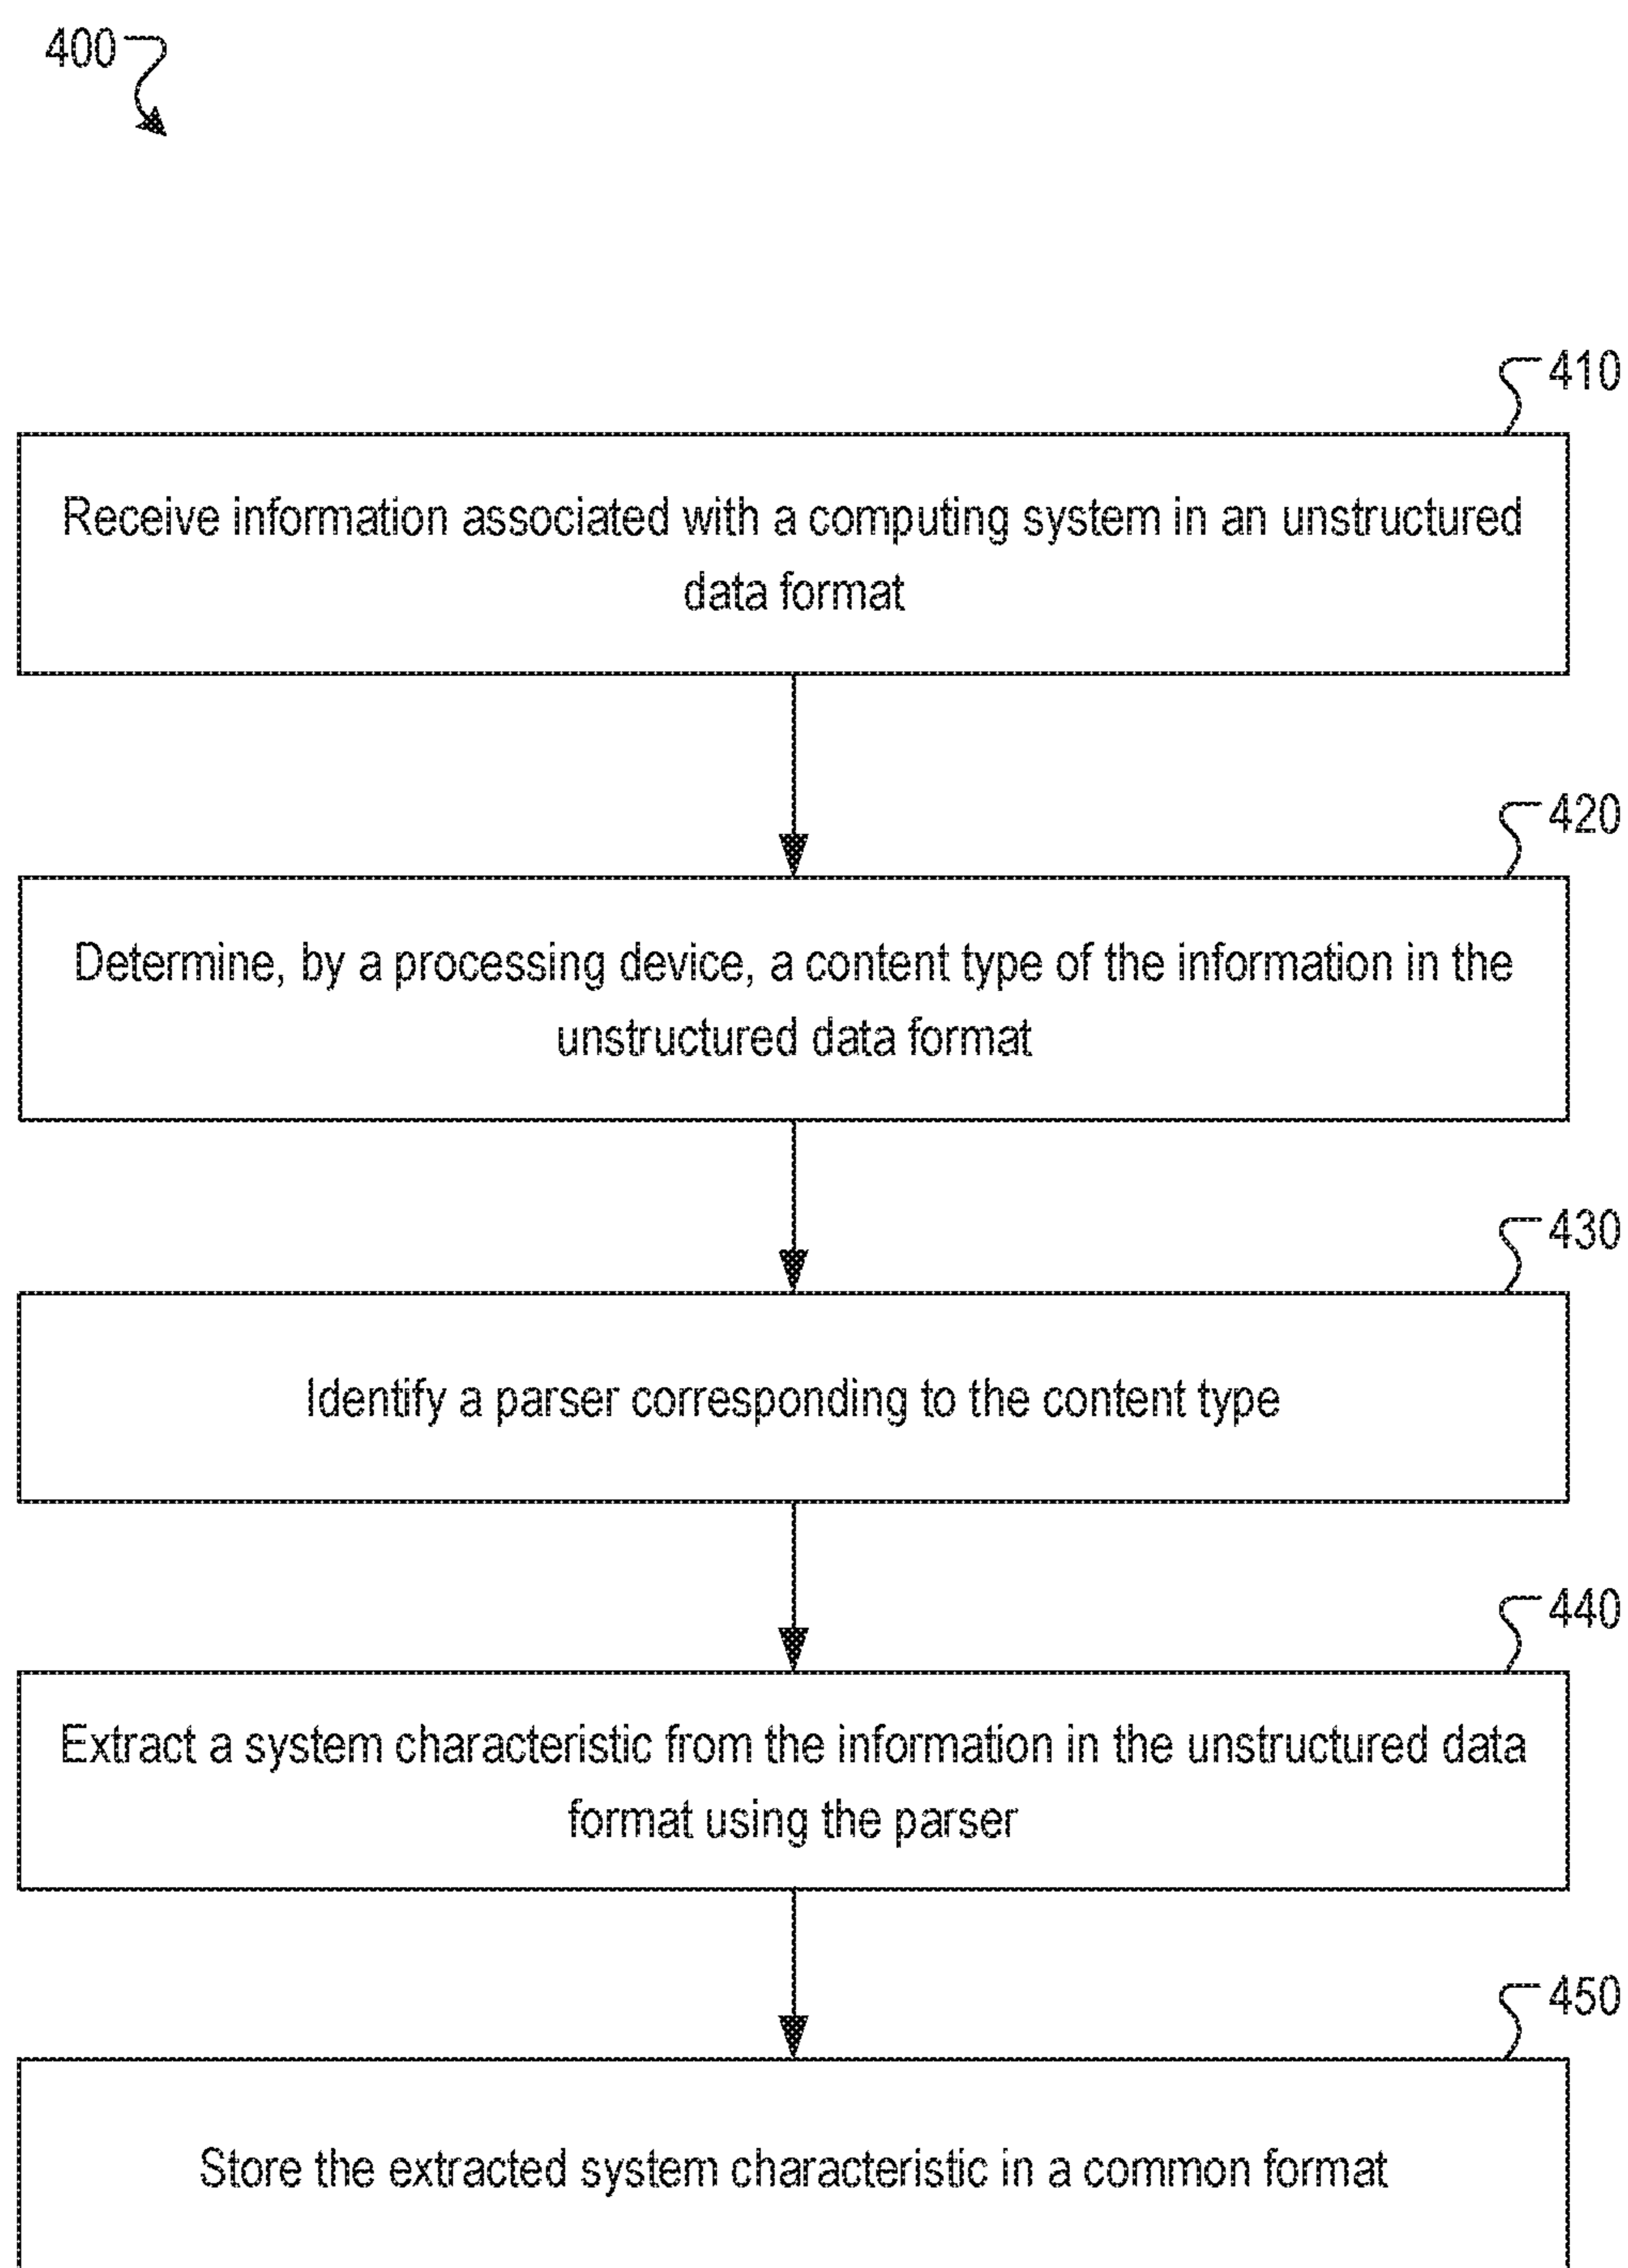 400
410
Receive information associated with a computing system in an unstructured
data format
420
Determine, by a processing device, a content type of the information in the
unstructured data format
430
Identify a parser corresponding to the content type
440
Extract a system characteristic from the information in the unstructured data
format using the parser
450
Store the extracted system characteristic in a common format